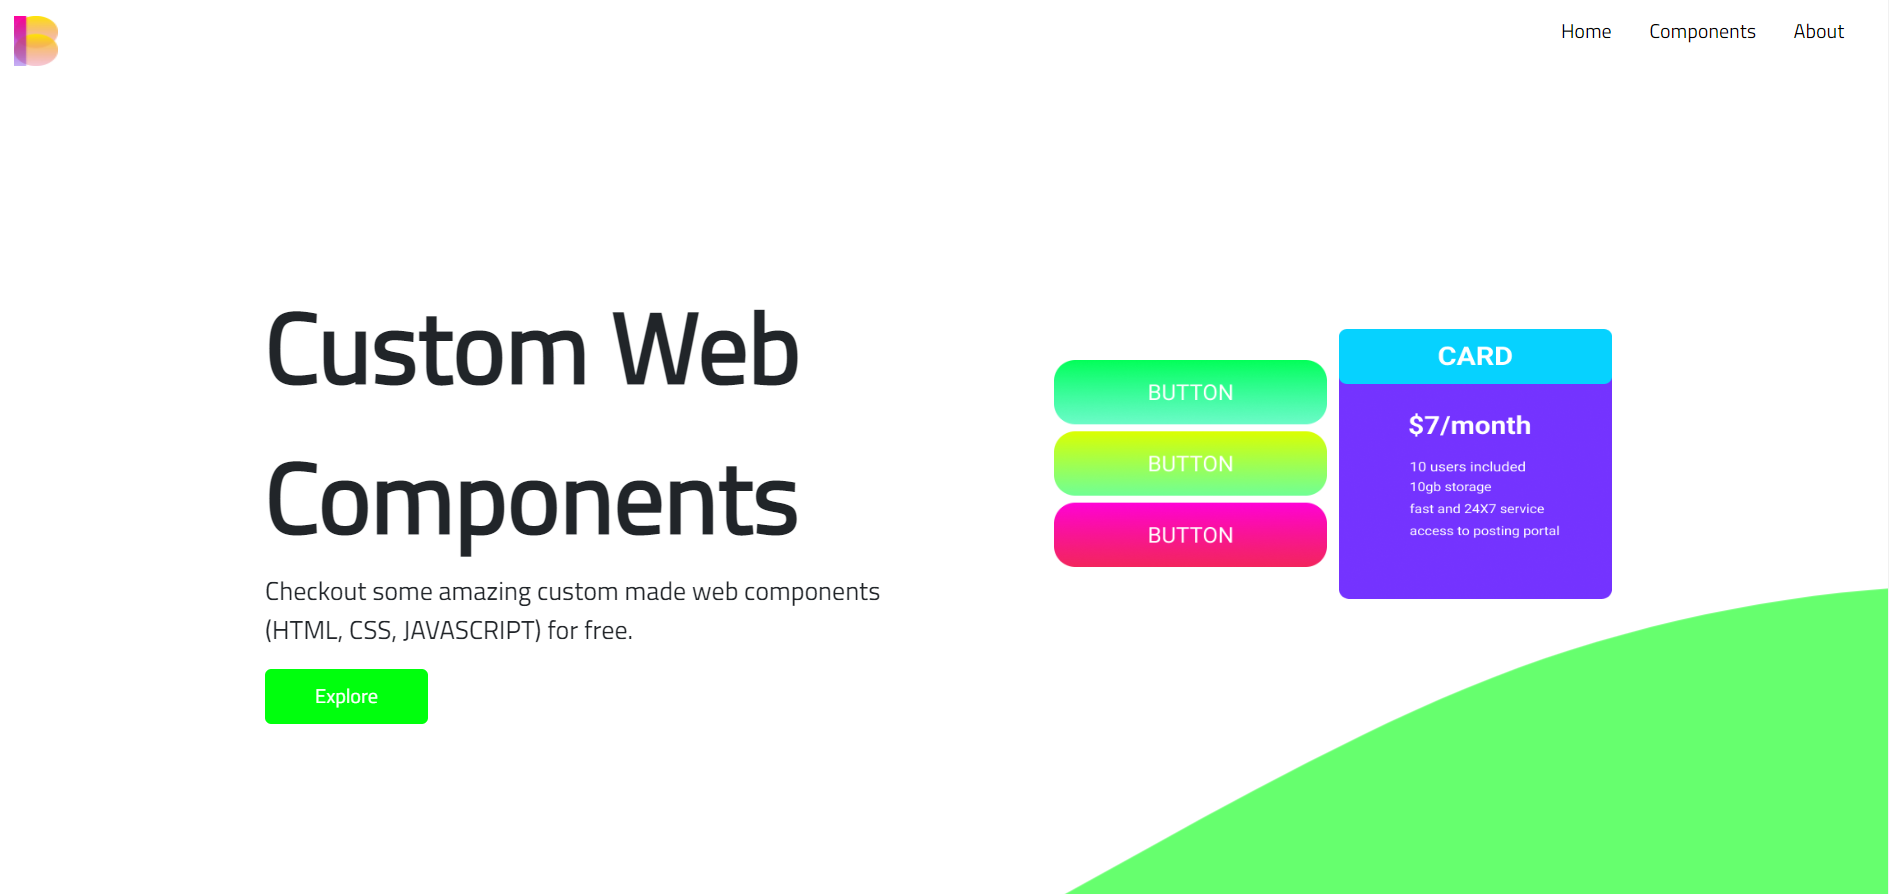 B
Home
Components
About
Custom Web
Components
Checkout some amazing custom made web components
(HTML, CSS, JAVASCRIPT) for free.
Explore
BUTTON
BUTTON
BUTTON
CARD
$7/month
10 users included
10gb storage
fast and 24X7 service
access to posting portal